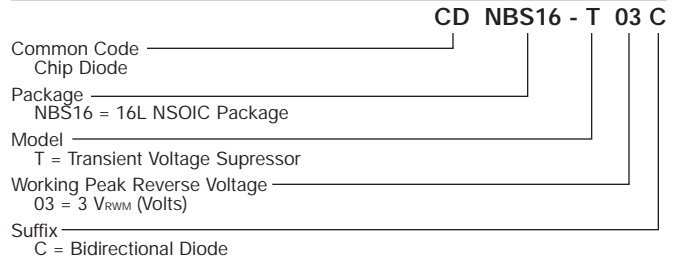 CD NBS16 - T 03 C
Common Code
Chip Diode
Package
NBS16 = 16L NSOIC Package
Model
T = Transient Voltage Supressor
Working Peak Reverse Voltage
03 = 3 VRWM (Volts)
Suffix
C = Bidirectional Diode